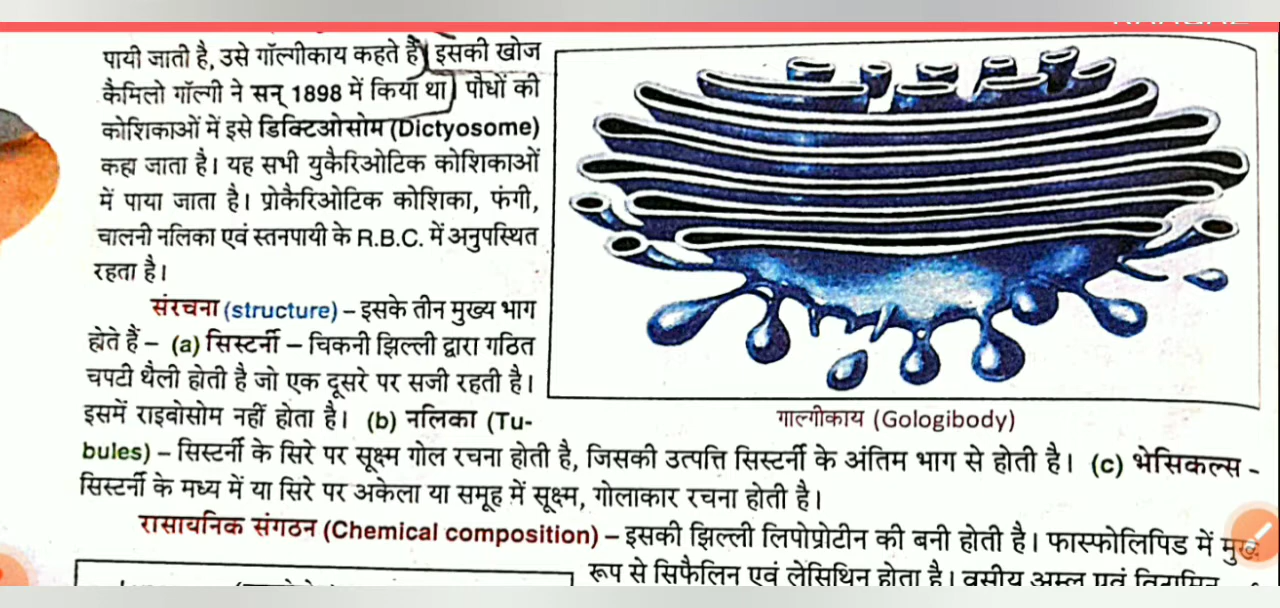 पायी जाती है, उसे गॉल्गीकाय कहते हैं। इसकी खोज
कैमिलो गॉल्गी ने सन् 1898 में किया था। पौधों की
कोशिकाओं में इसे डिक्टिओसोम (Dictyosome)
कहा जाता है। यह सभी युकैरिओटिक कोशिकाओं
में पाया जाता है। प्रोकैरिओटिक कोशिका, फंगी,
चालनी नलिका एवं स्तनपायी के R.B.C. में अनुपस्थित
रहता है।
संरचना (structure) – इसके तीन मुख्य भाग
होते हैं – (a) सिस्टर्नी – चिकनी झिल्ली द्वारा गठित
चपटी थैली होती है जो एक दूसरे पर सजी रहती है।
इसमें राइबोसोम नहीं होता है। (b) नलिका (Tu-
bules) – सिस्टर्नी के सिरे पर सूक्ष्म गोल रचना होती है, जिसकी उत्पत्ति सिस्टर्नी के अंतिम भाग से होती है। (c) भेसिकल्स -
सिस्टर्नी के मध्य में या सिरे पर अकेला या समूह में सूक्ष्म, गोलाकार रचना होती है।
गाल्गीकाय (Gologibody)
रासायनिक संगठन (Chemical composition) – इसकी झिल्ली लिपोप्रोटीन की बनी होती है। फास्फोलिपिड में मुख्य
रूप से सिफैलिन एवं लेसिथिन होता है। वसीय अम्ल एवं